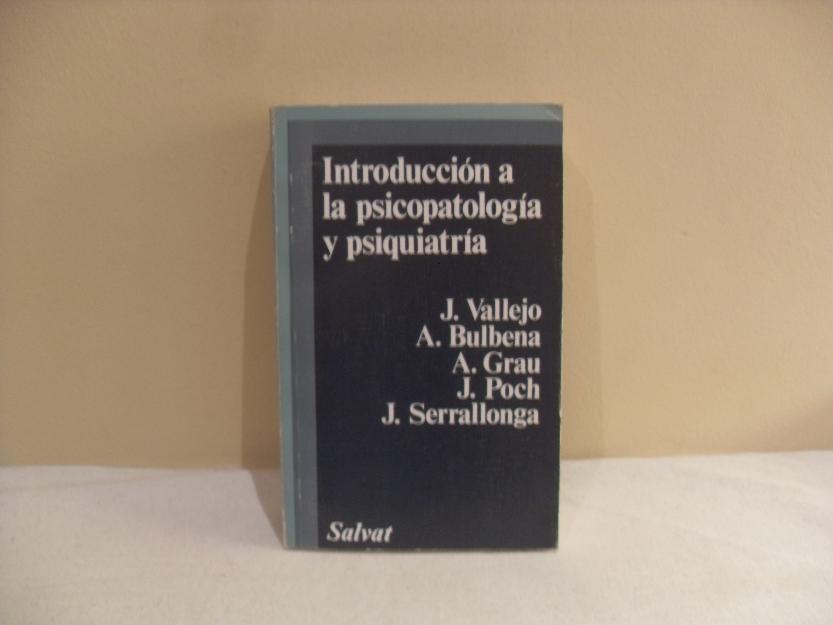 Introducción a
la psicopatología
y psiquiatría
J. Vallejo
A. Bulbena
A. Grau
J. Poch
J. Serrallonga
Salvat